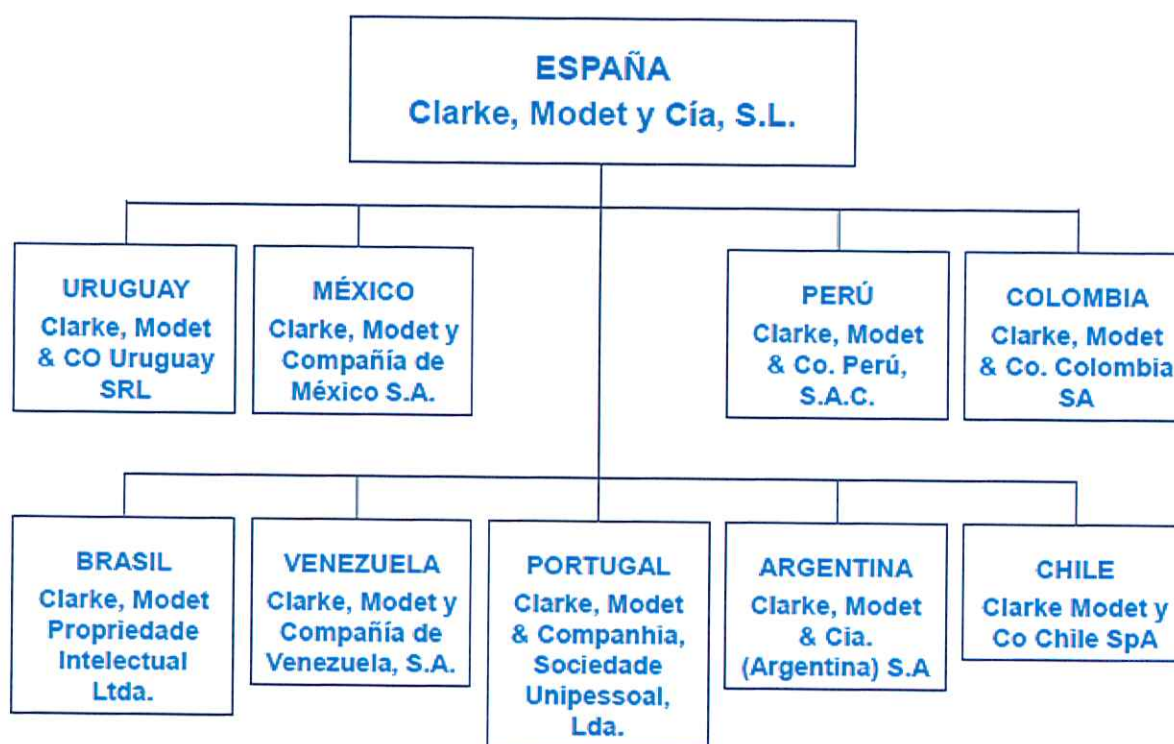 ESPAÑA
Clarke, Modet y Cía, S.L.
URUGUAY
Clarke, Modet
& CO Uruguay
SRL
MÉXICO
Clarke, Modet y
Compañía de
México S.A.
PERÚ
Clarke, Modet
& Co. Perú,
S.A.C.
COLOMBIA
Clarke, Modet
& Co. Colombia
SA
BRASIL
Clarke, Modet
Propriedade
Intelectual
Ltda.
VENEZUELA
Clarke, Modet y
Compañía de
Venezuela, S.A.
PORTUGAL
Clarke, Modet
& Companhia,
Sociedade
Unipessoal,
Lda.
ARGENTINA
Clarke, Modet
& Cia.
(Argentina) S.A
CHILE
Clarke Modet y
Co Chile SpA